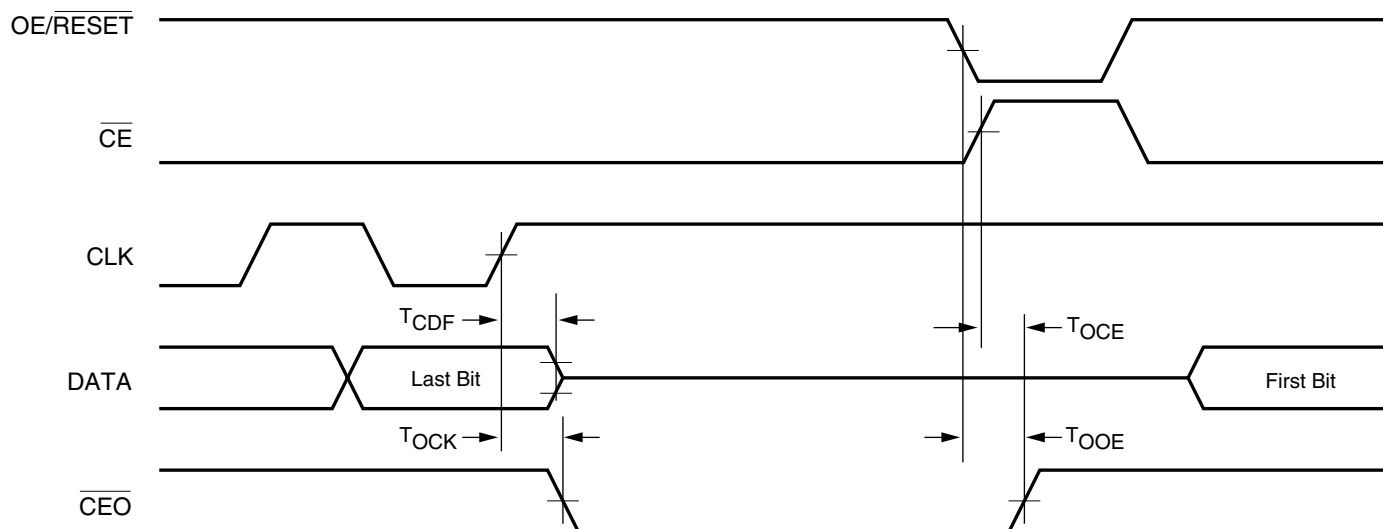 OE/RESET
CE
CLK
TCDF
TOCE
DATA
Last Bit
First Bit
TOCK
TOOE
CEO